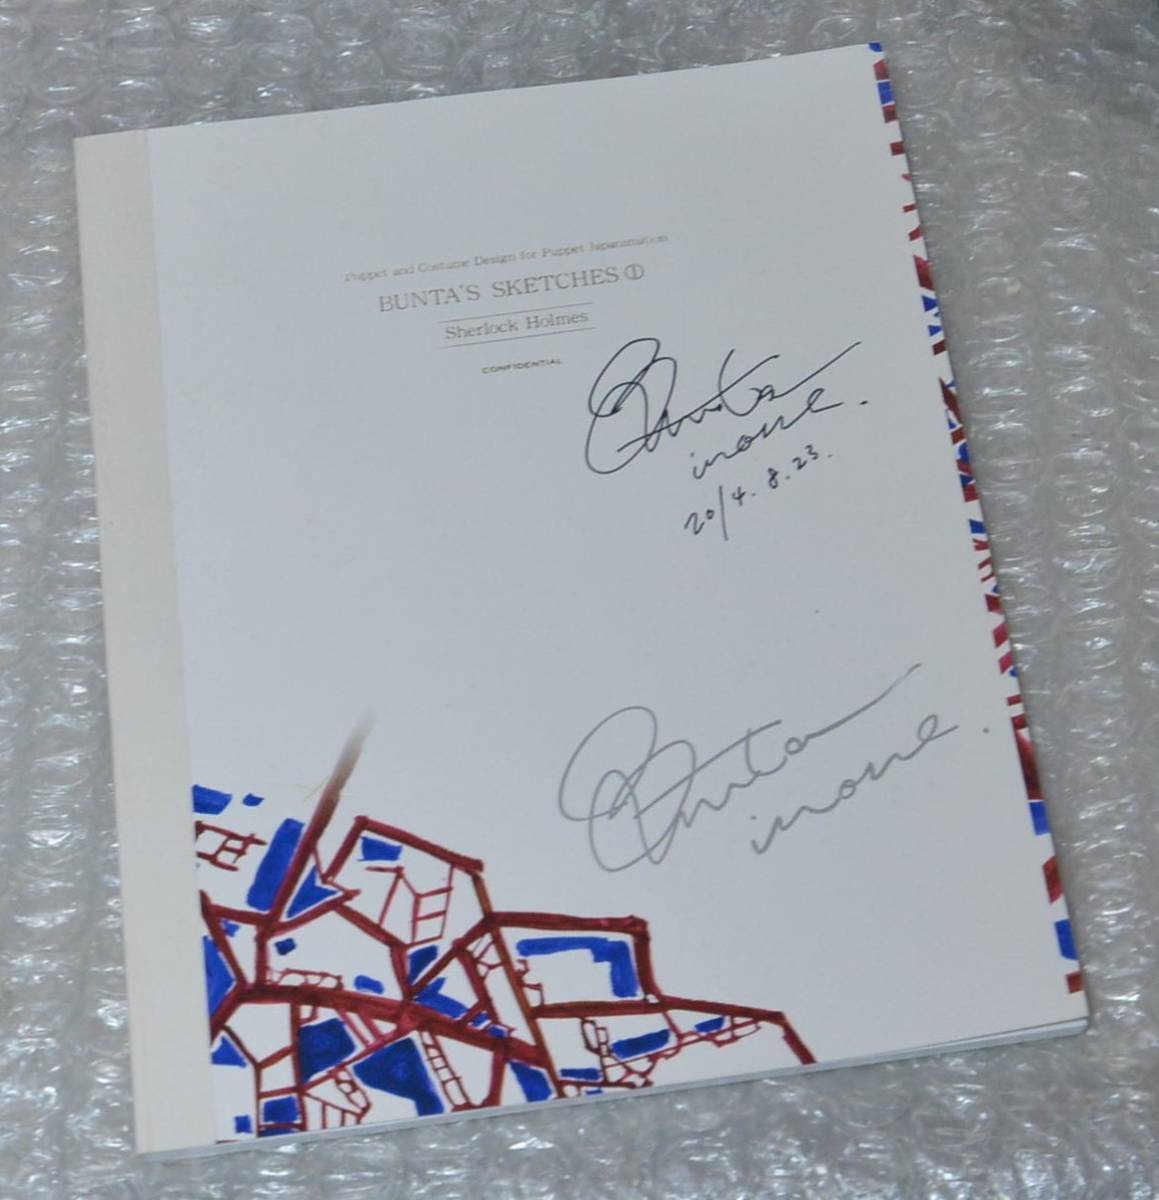 Puppet and Costume Design for Puppet Japanimation
BUNTA'S SKETCHES ①
Sherlock Holmes
CONFIDENTIAL
Bunta
inoue.
2014.8.23.
Bunta
inoue.